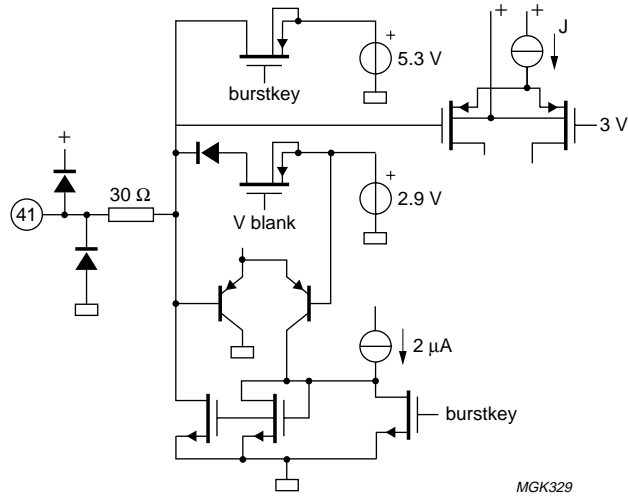 +
5.3 V
burstkey
+
+
J
3 V
+
+
2.9 V
V blank
41
30 Ω
2 µA
burstkey
MGK329